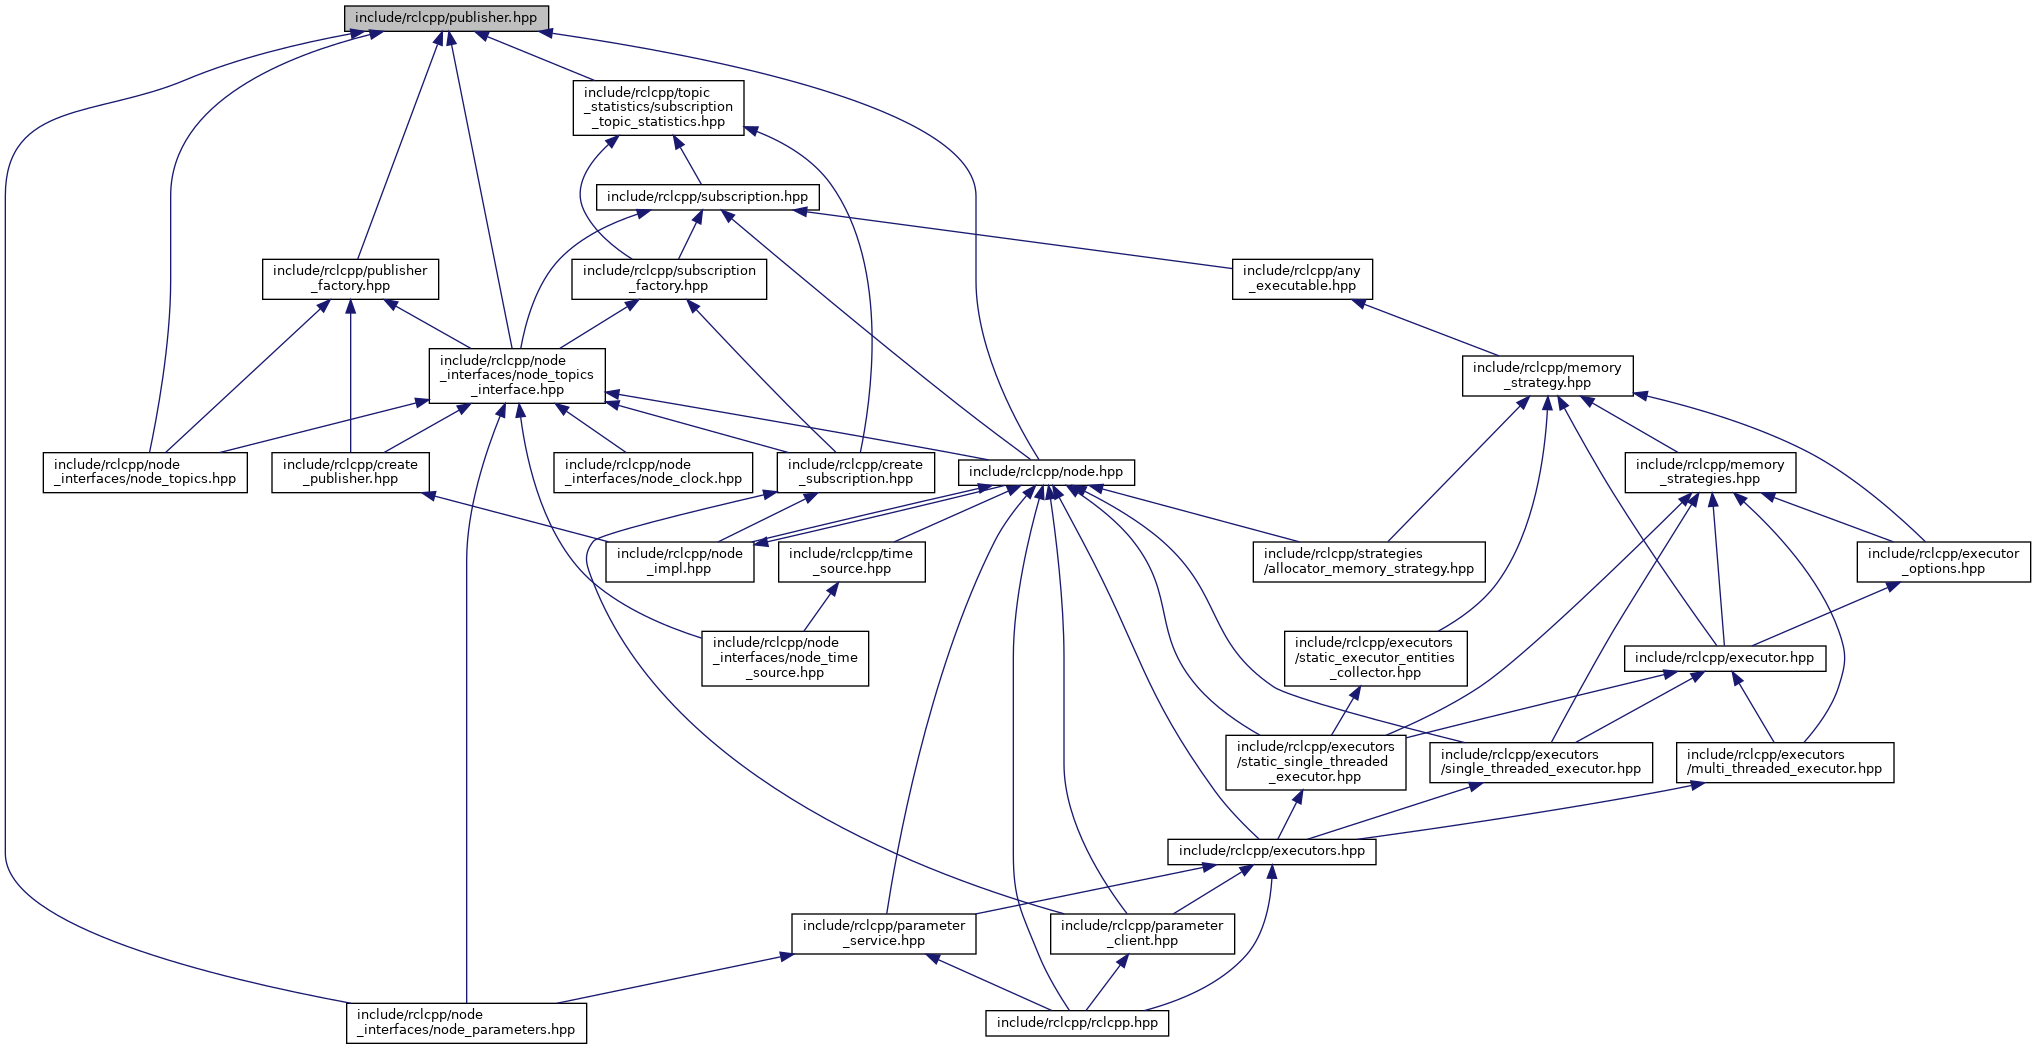 include/rclcpp/publisher.hpp
include/rclcpp/topic
_statistics/subscription
_topic_statistics.hpp
include/rclcpp/subscription.hpp
include/rclcpp/publisher
_factory.hpp
include/rclcpp/subscription
_factory.hpp
include/rclcpp/any
_executable.hpp
include/rclcpp/node
_interfaces/node_topics
_interface.hpp
include/rclcpp/memory
_strategy.hpp
include/rclcpp/node
_interfaces/node_topics.hpp
include/rclcpp/create
_publisher.hpp
include/rclcpp/node
_interfaces/node_clock.hpp
include/rclcpp/create
_subscription.hpp
include/rclcpp/node.hpp
include/rclcpp/memory
_strategies.hpp
include/rclcpp/node
_impl.hpp
include/rclcpp/time
_source.hpp
include/rclcpp/strategies
/allocator_memory_strategy.hpp
include/rclcpp/executor
_options.hpp
include/rclcpp/node
_interfaces/node_time
_source.hpp
include/rclcpp/executors
/static_executor_entities
_collector.hpp
include/rclcpp/executor.hpp
include/rclcpp/executors
/static_single_threaded
_executor.hpp
include/rclcpp/executors
/single_threaded_executor.hpp
include/rclcpp/executors
/multi_threaded_executor.hpp
include/rclcpp/executors.hpp
include/rclcpp/parameter
_service.hpp
include/rclcpp/parameter
_client.hpp
include/rclcpp/node
_interfaces/node_parameters.hpp
include/rclcpp/rclcpp.hpp